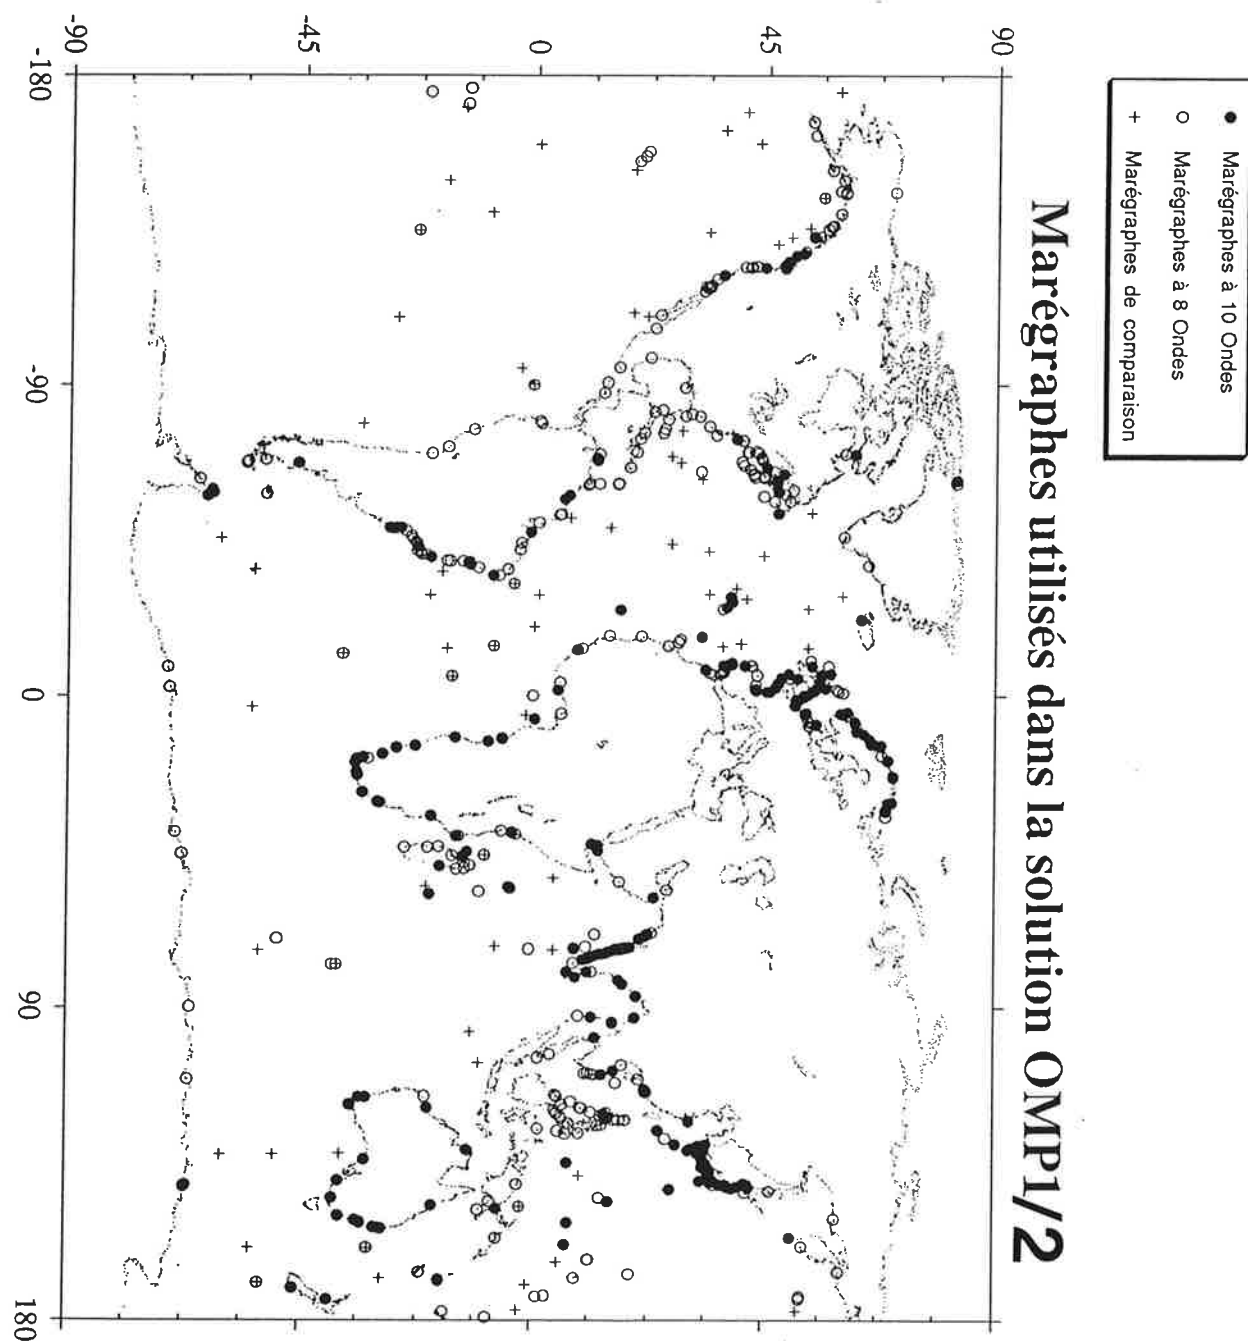 Marégraphes utilisés dans la solution OMP1/2
● Marégraphes à 10 Ondes
○ Marégraphes à 8 Ondes
+ Marégraphes de comparaison
90
45
0
-45
-90
-180
-90
0
90
180